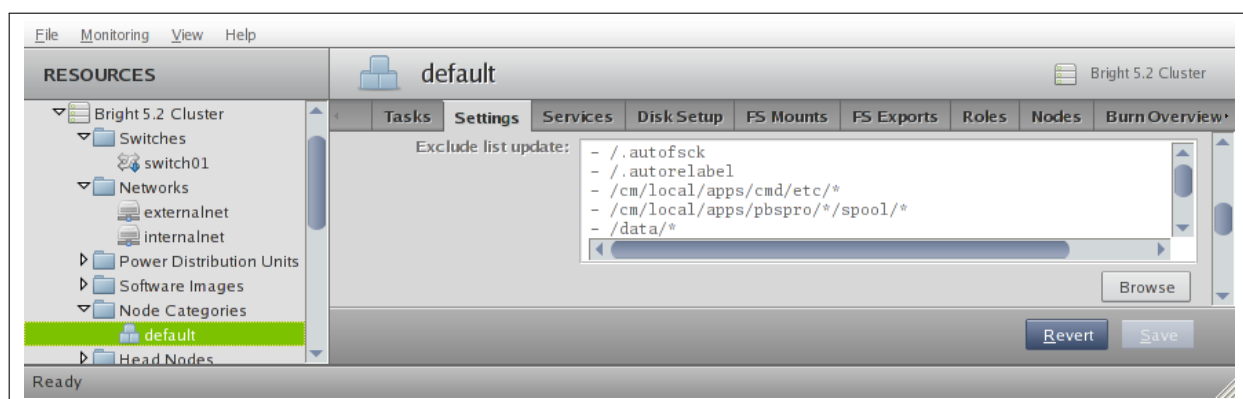 File Monitoring View Help
RESOURCES
default
Bright 5.2 Cluster
Bright 5.2 Cluster
Switches
switch01
Networks
externalnet
internalnet
Power Distribution Units
Software Images
Node Categories
default
Head Nodes
Tasks Settings Services Disk Setup FS Mounts FS Exports Roles Nodes Burn Overview
Exclude list update:
- /.autofsck
- /.autorelabel
- /cm/local/apps/cmd/etc/*
- /cm/local/apps/pbspro/*/spool/*
- /data/*
Browse
Revert Save
Ready